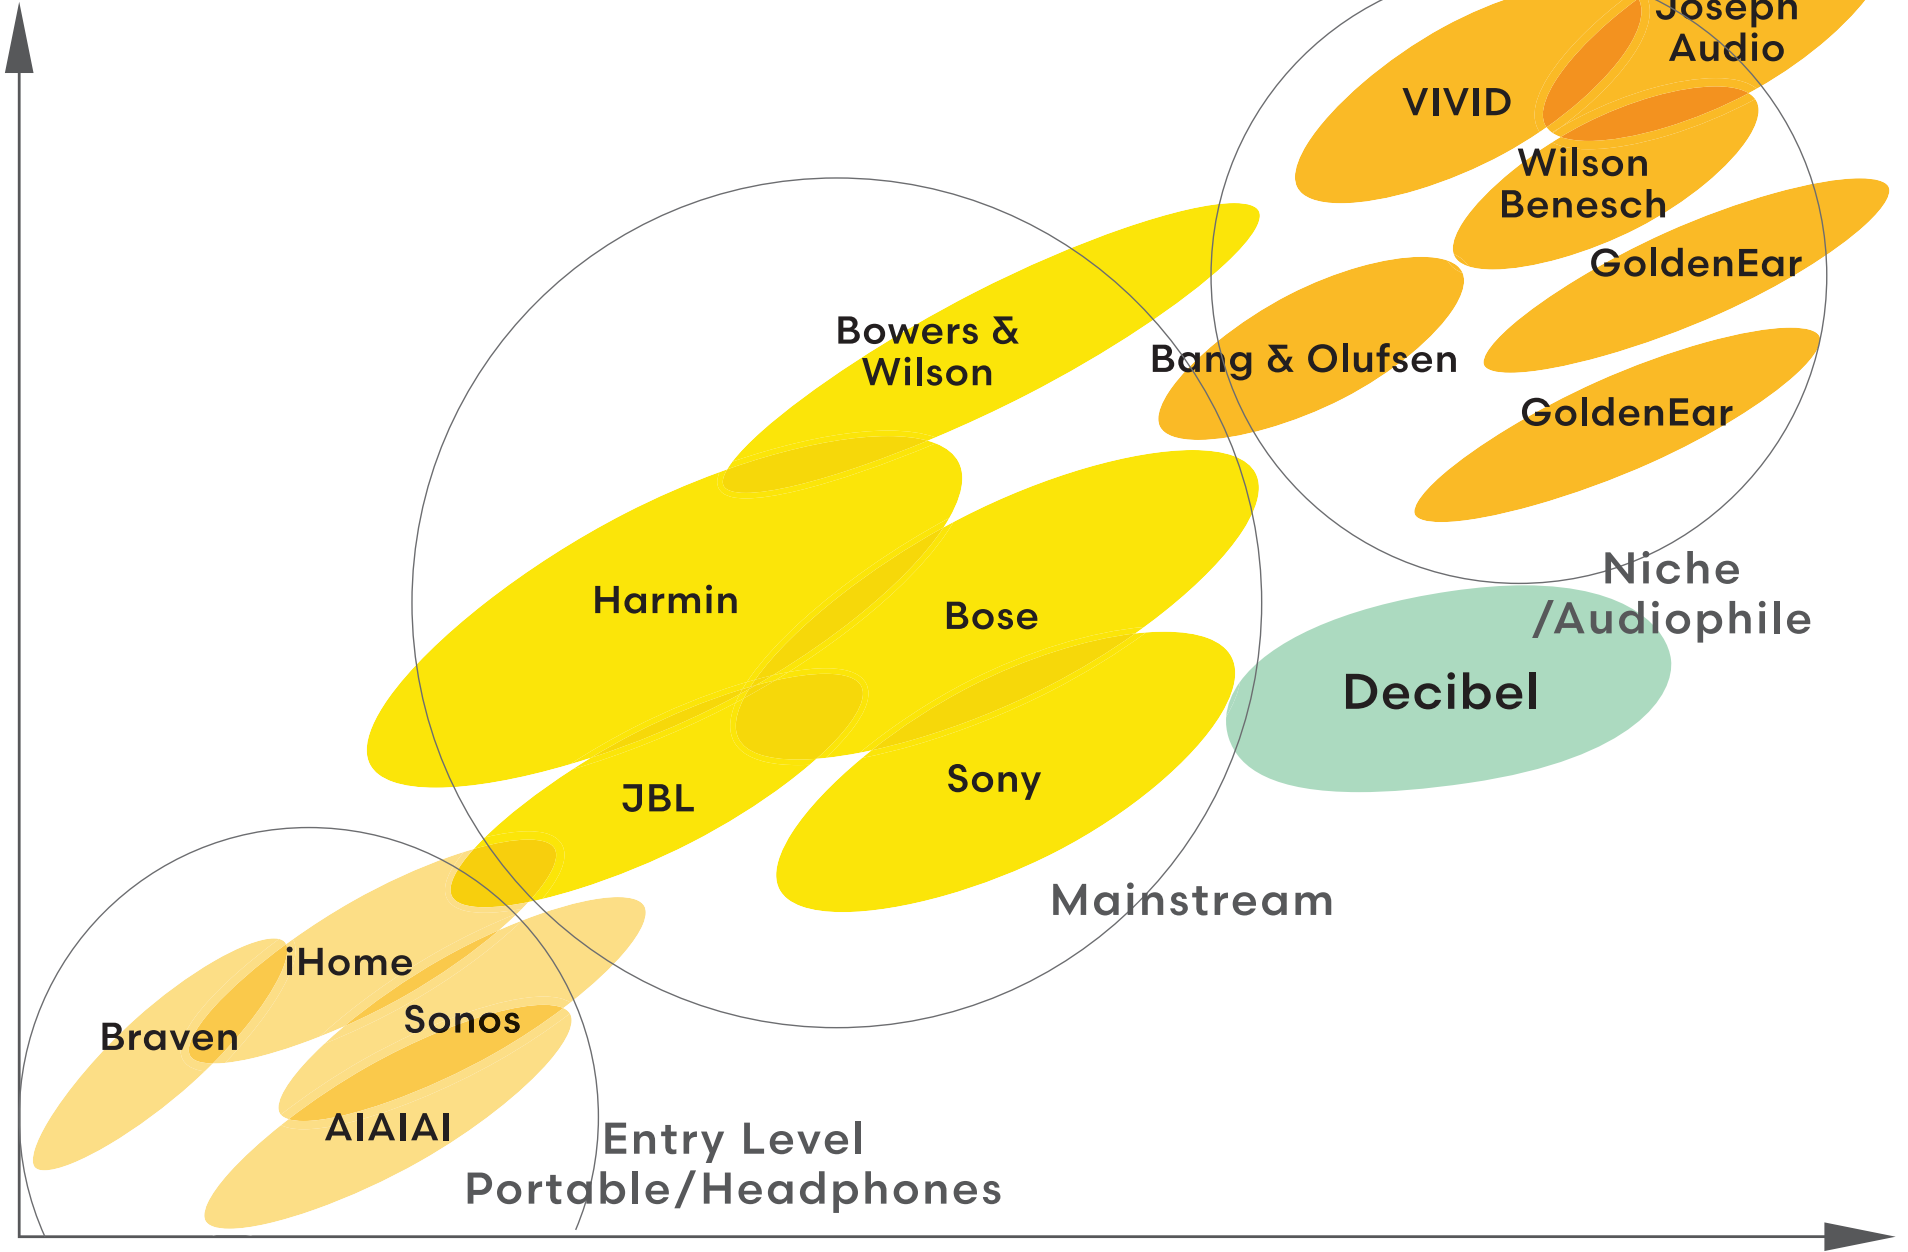 Joseph
Audio
VIVID
Wilson
Benesch
GoldenEar
Bowers &
Wilson
Bang & Olufsen
GoldenEar
Niche
/Audiophile
Harmin
Bose
Decibel
Sony
JBL
Mainstream
iHome
Sonos
Braven
AIAIAI
Entry Level
Portable/Headphones